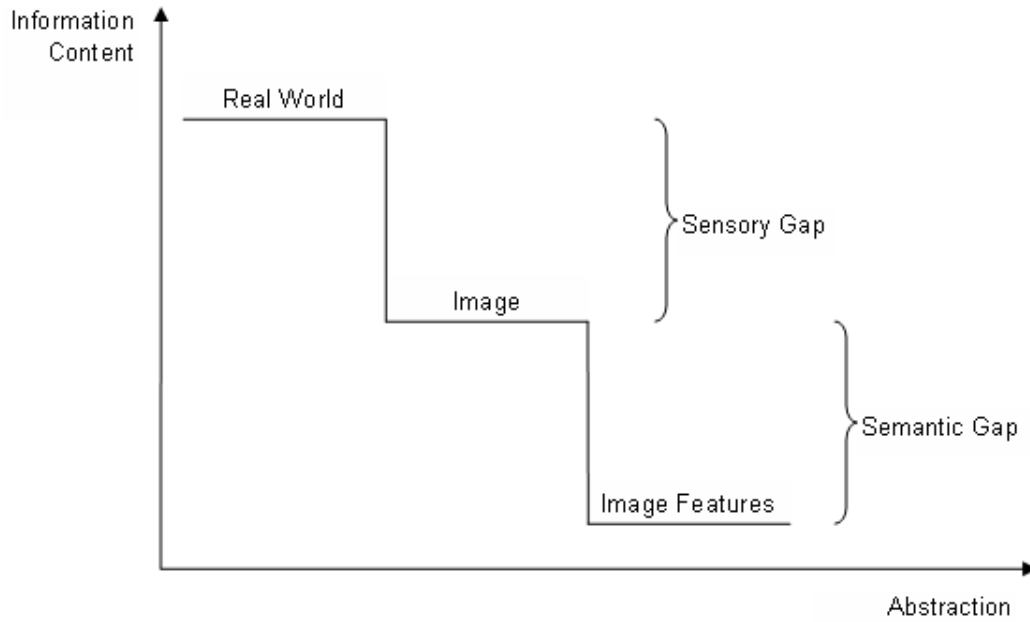 Information
Content
Real World
Sensory Gap
Image
Semantic Gap
Image Features
Abstraction